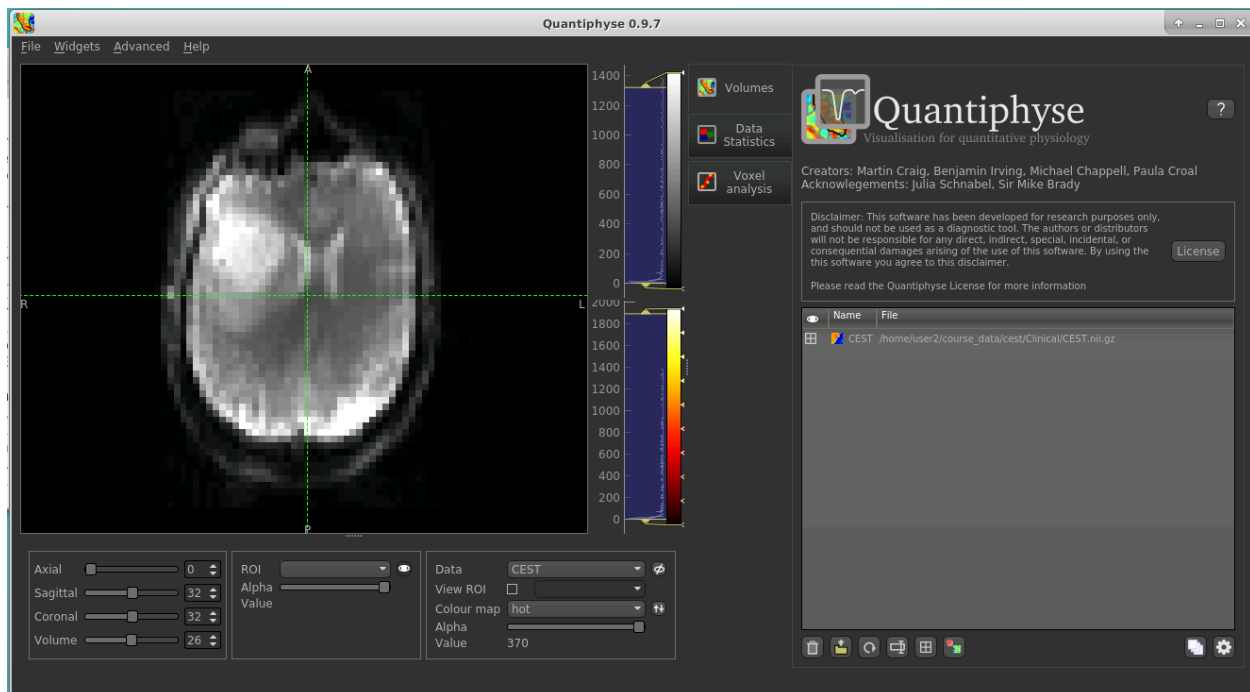 Quantiphyse 0.9.7
File Widgets Advanced Help
A
R
L
P
1400
1200
1000
800
600
400
200
0
2000
1800
1600
1400
1200
1000
800
600
400
200
0
Volumes
Data
Statistics
Voxel
analysis
Quantiphyse
Visualisation for quantitative physiology
?
Creators: Martin Craig, Benjamin Irving, Michael Chappell, Paula Croal
Acknowlegements: Julia Schnabel, Sir Mike Brady
Disclaimer: This software has been developed for research purposes only,
and should not be used as a diagnostic tool. The authors or distributors
will not be responsible for any direct, indirect, special, incidental, or
consequential damages arising of the use of this software. By using the
this software you agree to this disclaimer.
Please read the Quantiphyse License for more information
License
Name File
CEST /home/user2/course_data/cest/Clinical/CEST.nii.gz
Axial 0
Sagittal 32
Coronal 32
Volume 26
ROI
Alpha
Value
Data CEST
View ROI
Colour map hot
Alpha
Value 370